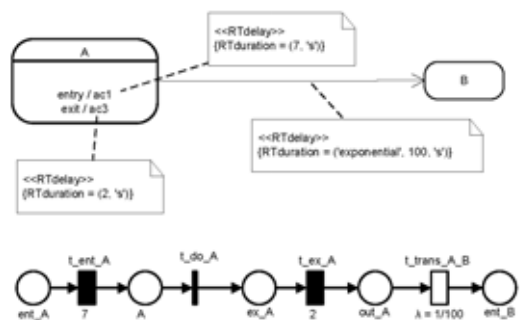 <<RTdelay>>
{RTduration = (7, 's')}
A
entry / ac1
exit / ac3
B
<<RTdelay>>
{RTduration = ('exponential', 100, 's')}
<<RTdelay>>
{RTduration = (2, 's')}
t_ent_A
t_do_A
t_ex_A
t_trans_A_B
ent_A
7
A
ex_A
2
out_A
λ = 1/100
ent_B